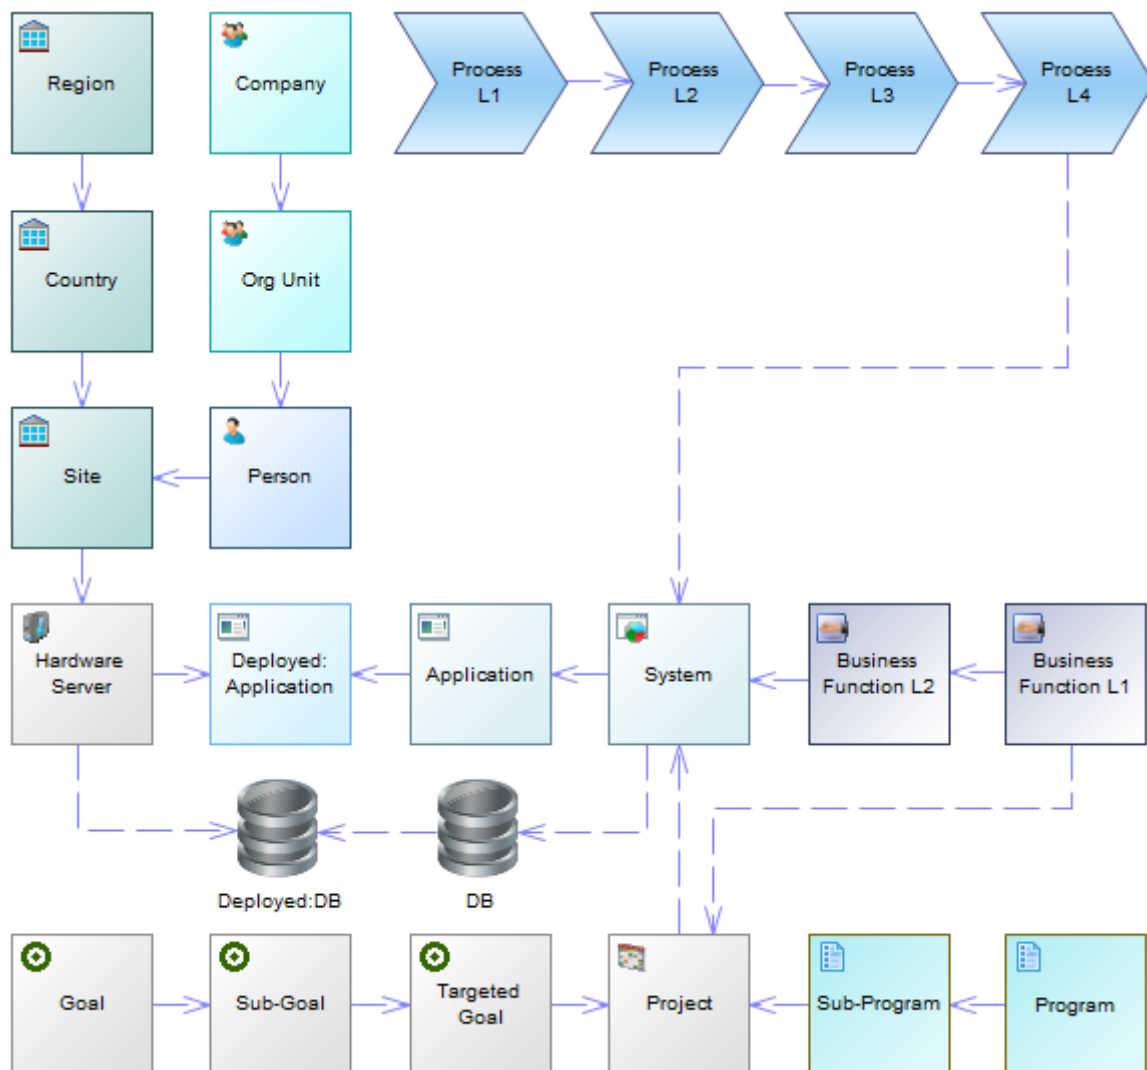 Region
Company
Process
L1
Process
L2
Process
L3
Process
L4
Country
Org Unit
Site
Person
Hardware
Server
Deployed:
Application
Application
System
Business
Function L2
Business
Function L1
Deployed:DB
DB
Goal
Sub-Goal
Targeted
Goal
Project
Sub-Program
Program